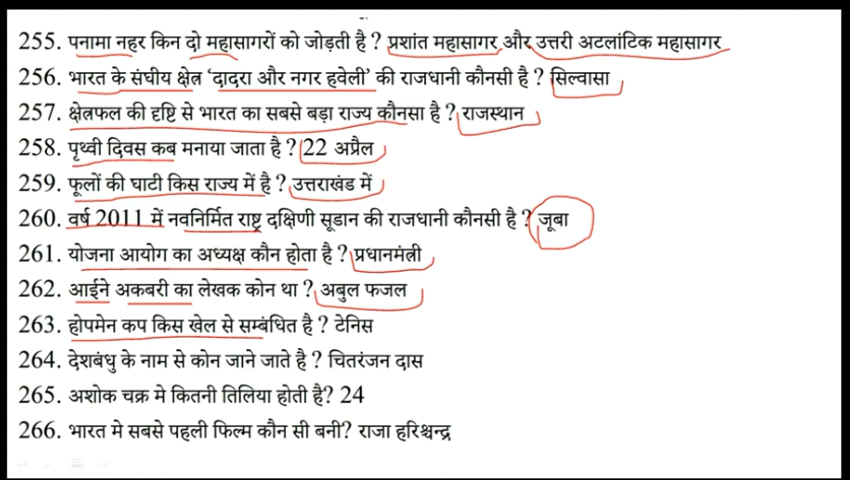 255. पनामा नहर किन दो महासागरों को जोड़ती है ? प्रशांत महासागर और उत्तरी अटलांटिक महासागर
256. भारत के संघीय क्षेत्र ‘दादरा और नगर हवेली’ की राजधानी कौनसी है ? सिल्वासा
257. क्षेत्रफल की दृष्टि से भारत का सबसे बड़ा राज्य कौनसा है ? राजस्थान
258. पृथ्वी दिवस कब मनाया जाता है ? 22 अप्रैल
259. फूलों की घाटी किस राज्य में है ? उत्तराखंड में
260. वर्ष 2011 में नवनिर्मित राष्ट्र दक्षिणी सूडान की राजधानी कौनसी है ? जूबा
261. योजना आयोग का अध्यक्ष कौन होता है ? प्रधानमंत्री
262. आईने अकबरी का लेखक कोन था ? अबुल फजल
263. होपमेन कप किस खेल से सम्बंधित है ? टेनिस
264. देशबंधु के नाम से कोन जाने जाते है ? चितरंजन दास
265. अशोक चक्र मे कितनी तिलिया होती है? 24
266. भारत मे सबसे पहली फिल्म कौन सी बनी? राजा हरिश्चन्द्र